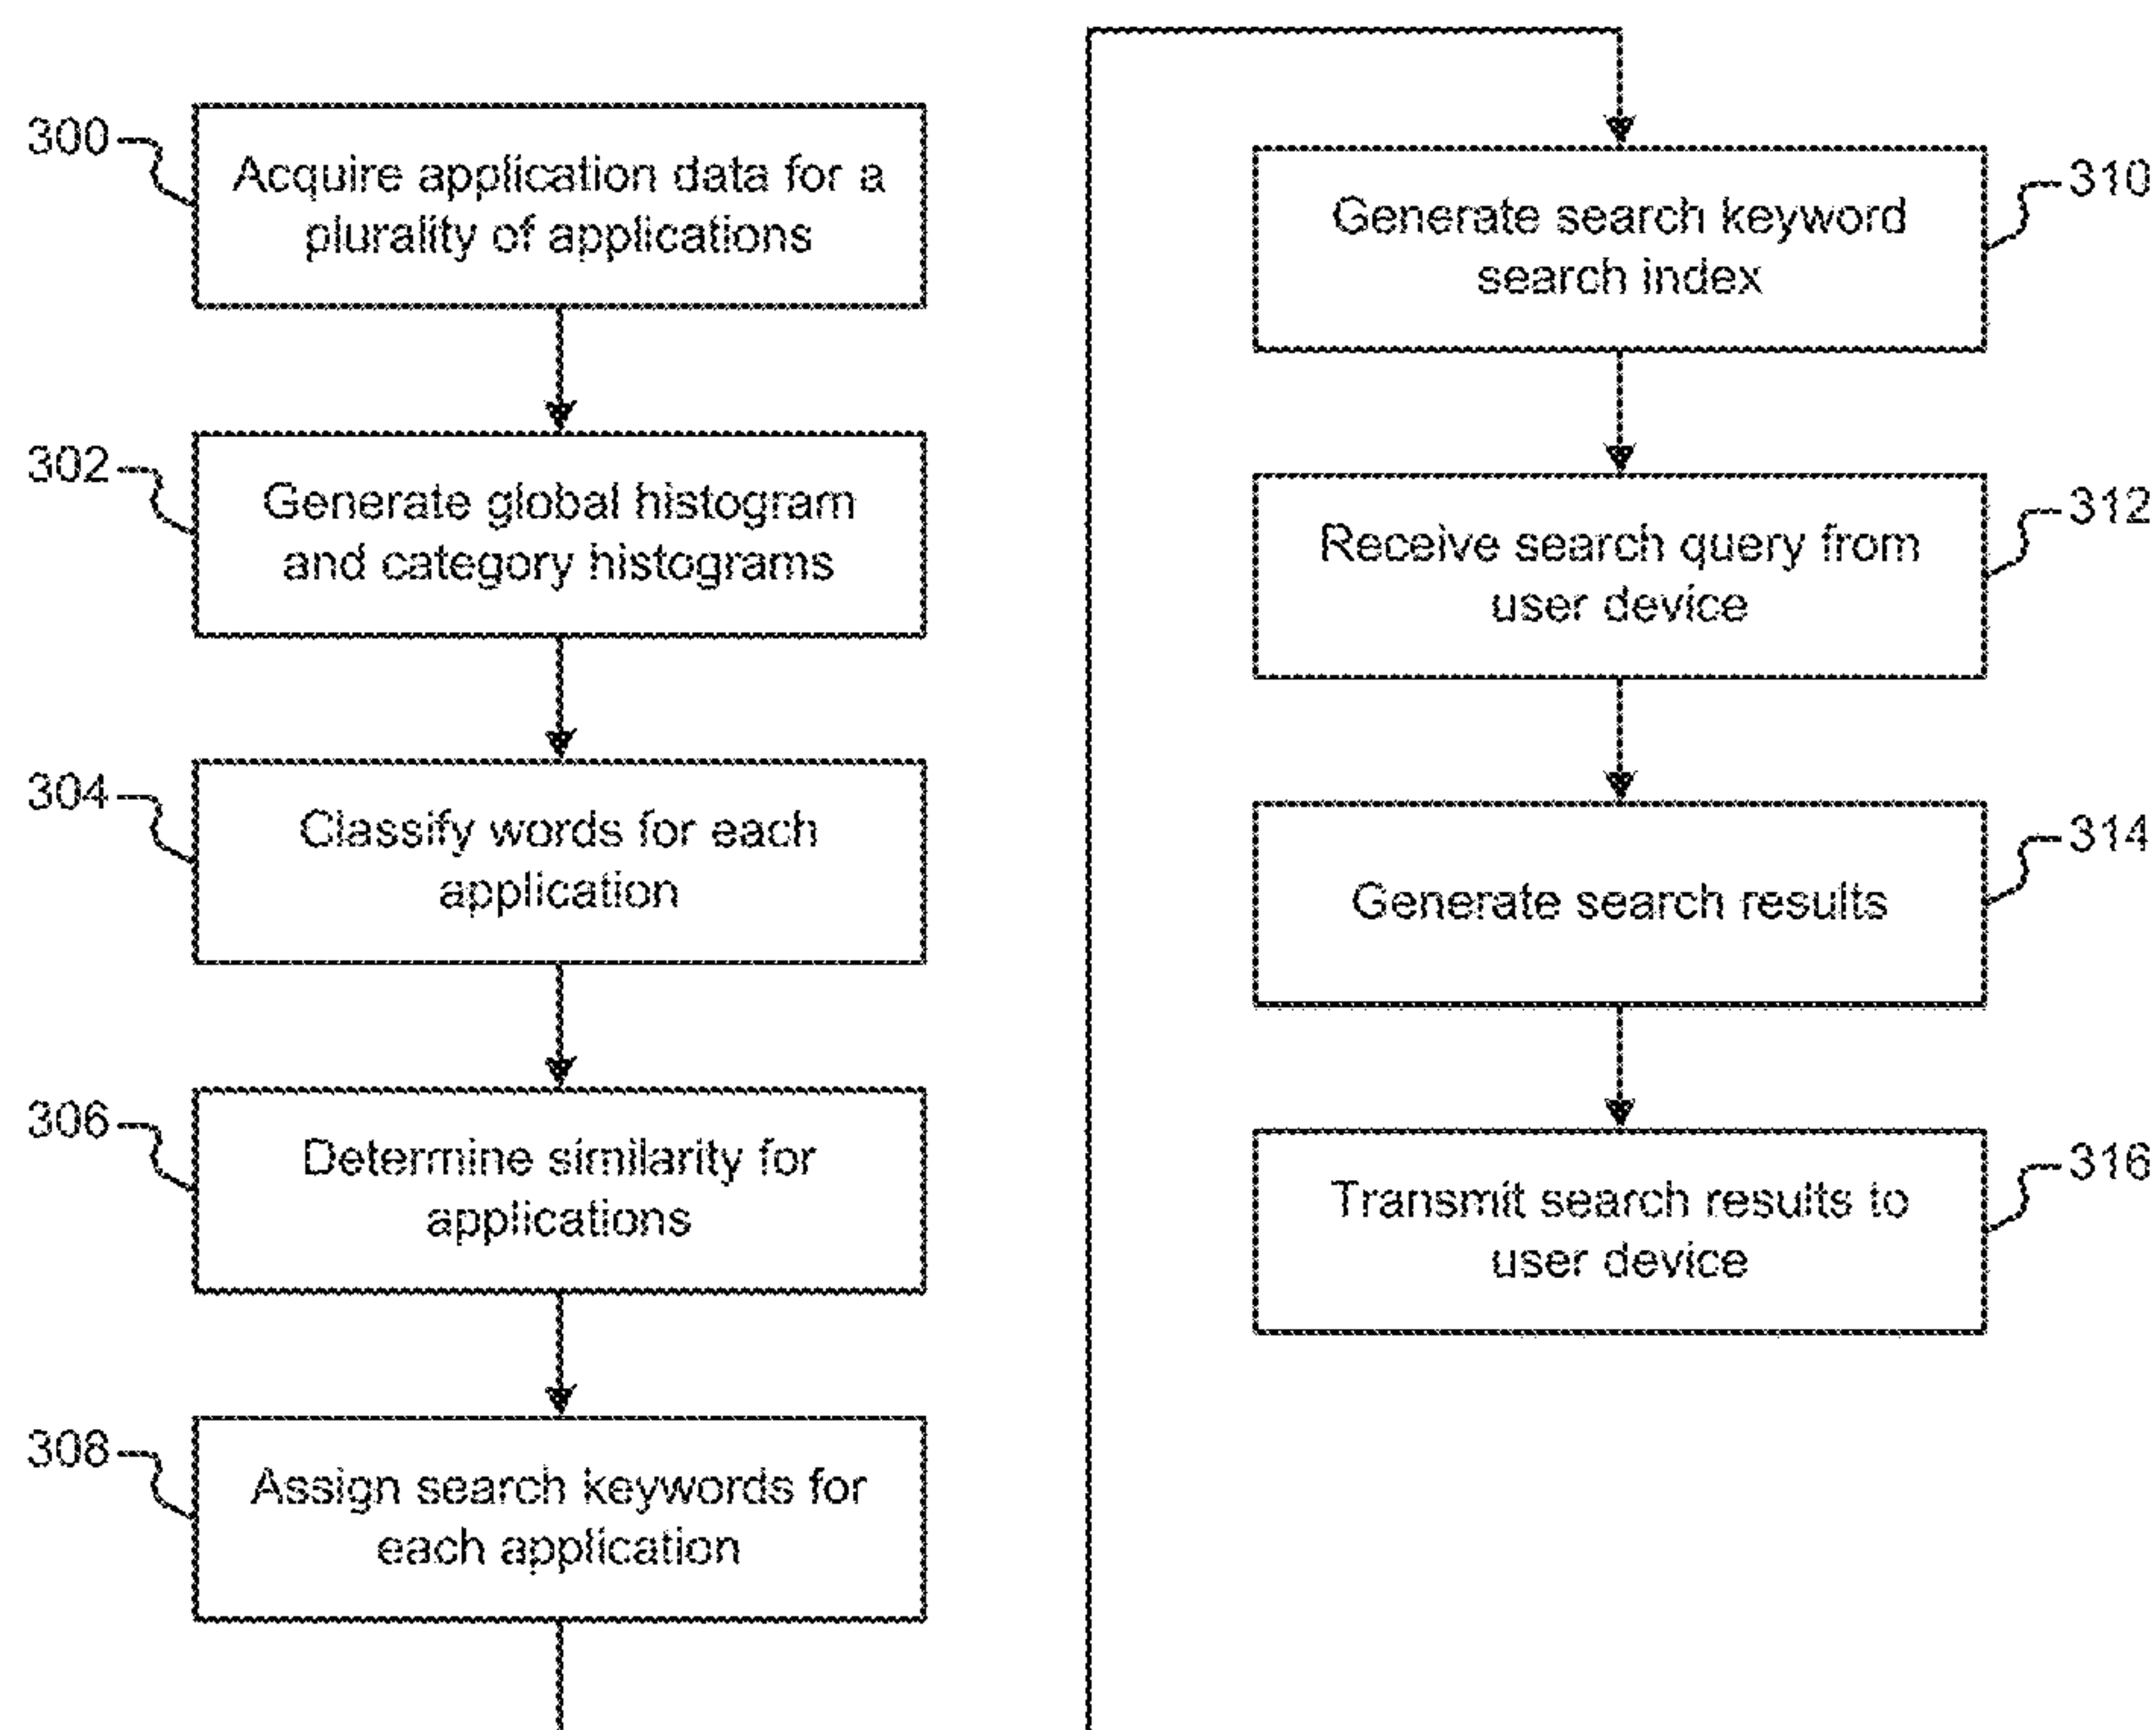 300
Acquire application data for a
plurality of applications
302
Generate global histogram
and category histograms
304
Classify words for each
application
306
Determine similarity for
applications
308
Assign search keywords for
each application
310
Generate search keyword
search index
312
Receive search query from
user device
314
Generate search results
316
Transmit search results to
user device